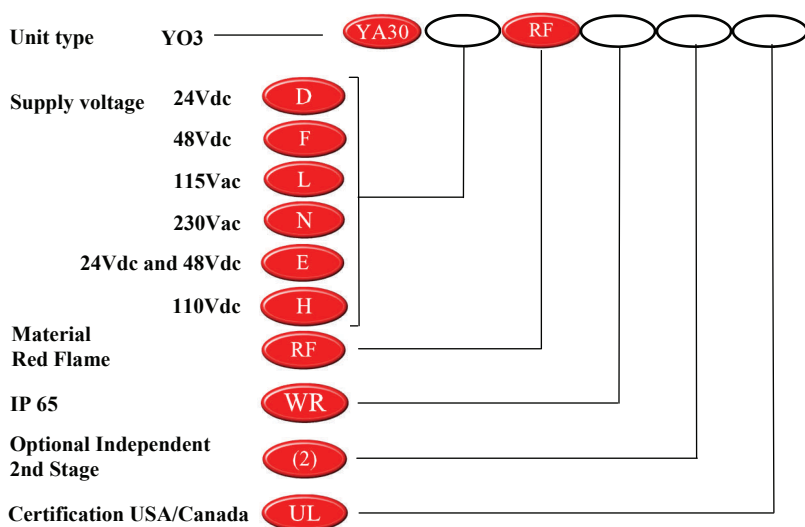 Unit type YO3 YA30 RF
Supply voltage 24Vdc D
48Vdc F
115Vac L
230Vac N
24Vdc and 48Vdc E
110Vdc H
Material
Red Flame RF
IP 65 WR
Optional Independent
2nd Stage (2)
Certification USA/Canada UL